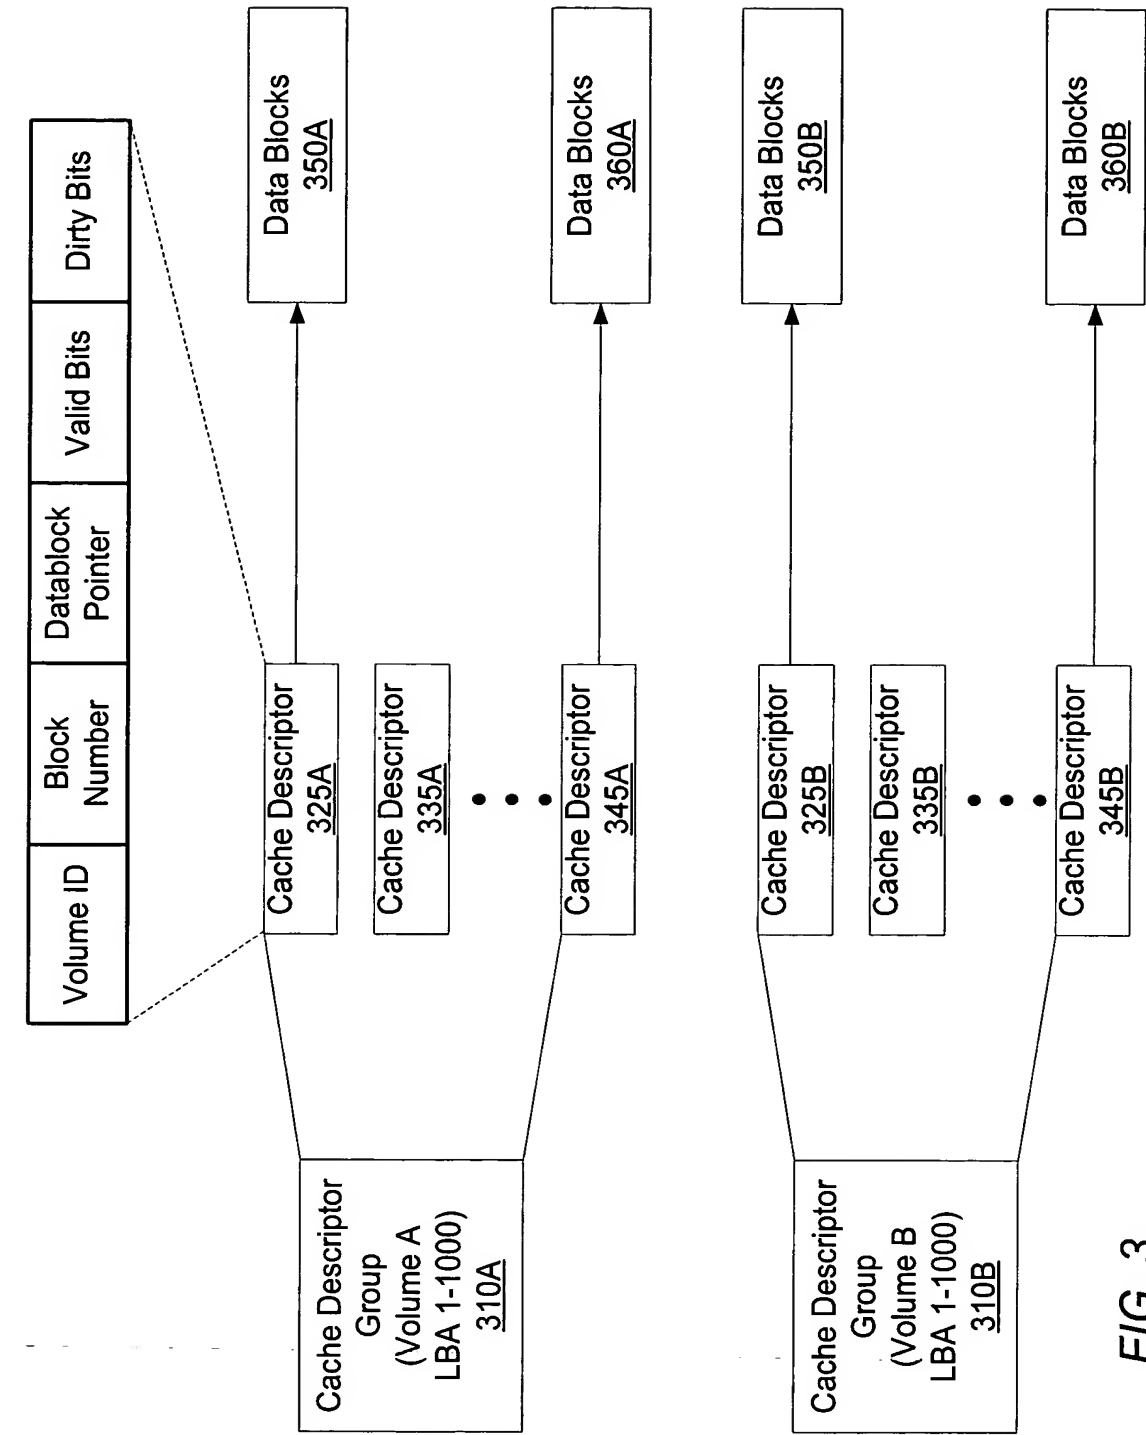 Volume ID
Block
Number
Datablock
Pointer
Valid Bits
Dirty Bits
Cache Descriptor
Group
(Volume A
LBA 1-1000)
310A
Cache Descriptor
325A
Cache Descriptor
335A
Cache Descriptor
345A
Data Blocks
350A
Data Blocks
360A
Cache Descriptor
Group
(Volume B
LBA 1-1000)
310B
Cache Descriptor
325B
Cache Descriptor
335B
Cache Descriptor
345B
Data Blocks
350B
Data Blocks
360B
FIG. 3